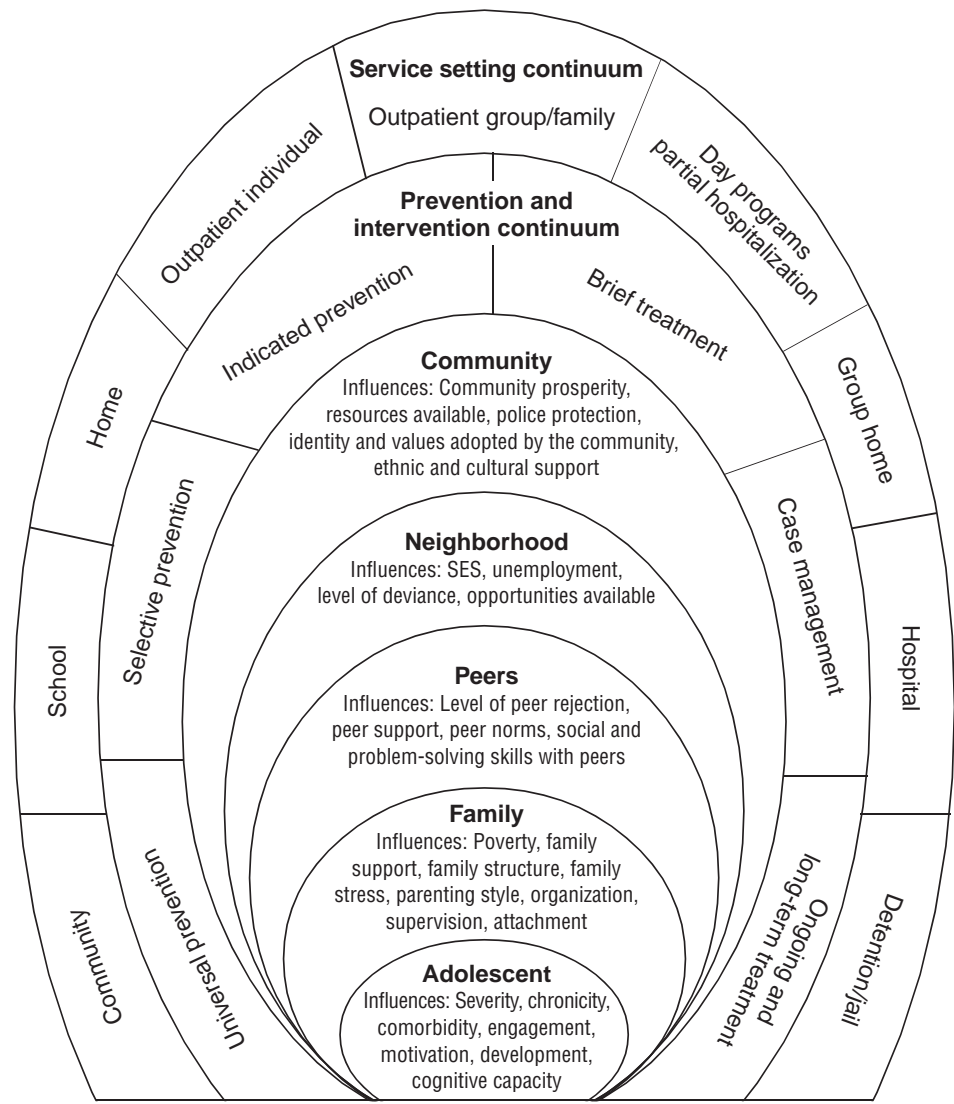 Service setting continuum
Community
School
Home
Outpatient individual
Outpatient group/family
Day programs
partial hospitalization
Group home
Hospital
Detention/jail
Prevention and
intervention continuum
Universal prevention
Selective prevention
Indicated prevention
Brief treatment
Case management
Ongoing and
long-term treatment
Community
Influences: Community prosperity,
resources available, police protection,
identity and values adopted by the community,
ethnic and cultural support
Neighborhood
Influences: SES, unemployment,
level of deviance, opportunities available
Peers
Influences: Level of peer rejection,
peer support, peer norms, social and
problem-solving skills with peers
Family
Influences: Poverty, family
support, family structure, family
stress, parenting style, organization,
supervision, attachment
Adolescent
Influences: Severity, chronicity,
comorbidity, engagement,
motivation, development,
cognitive capacity